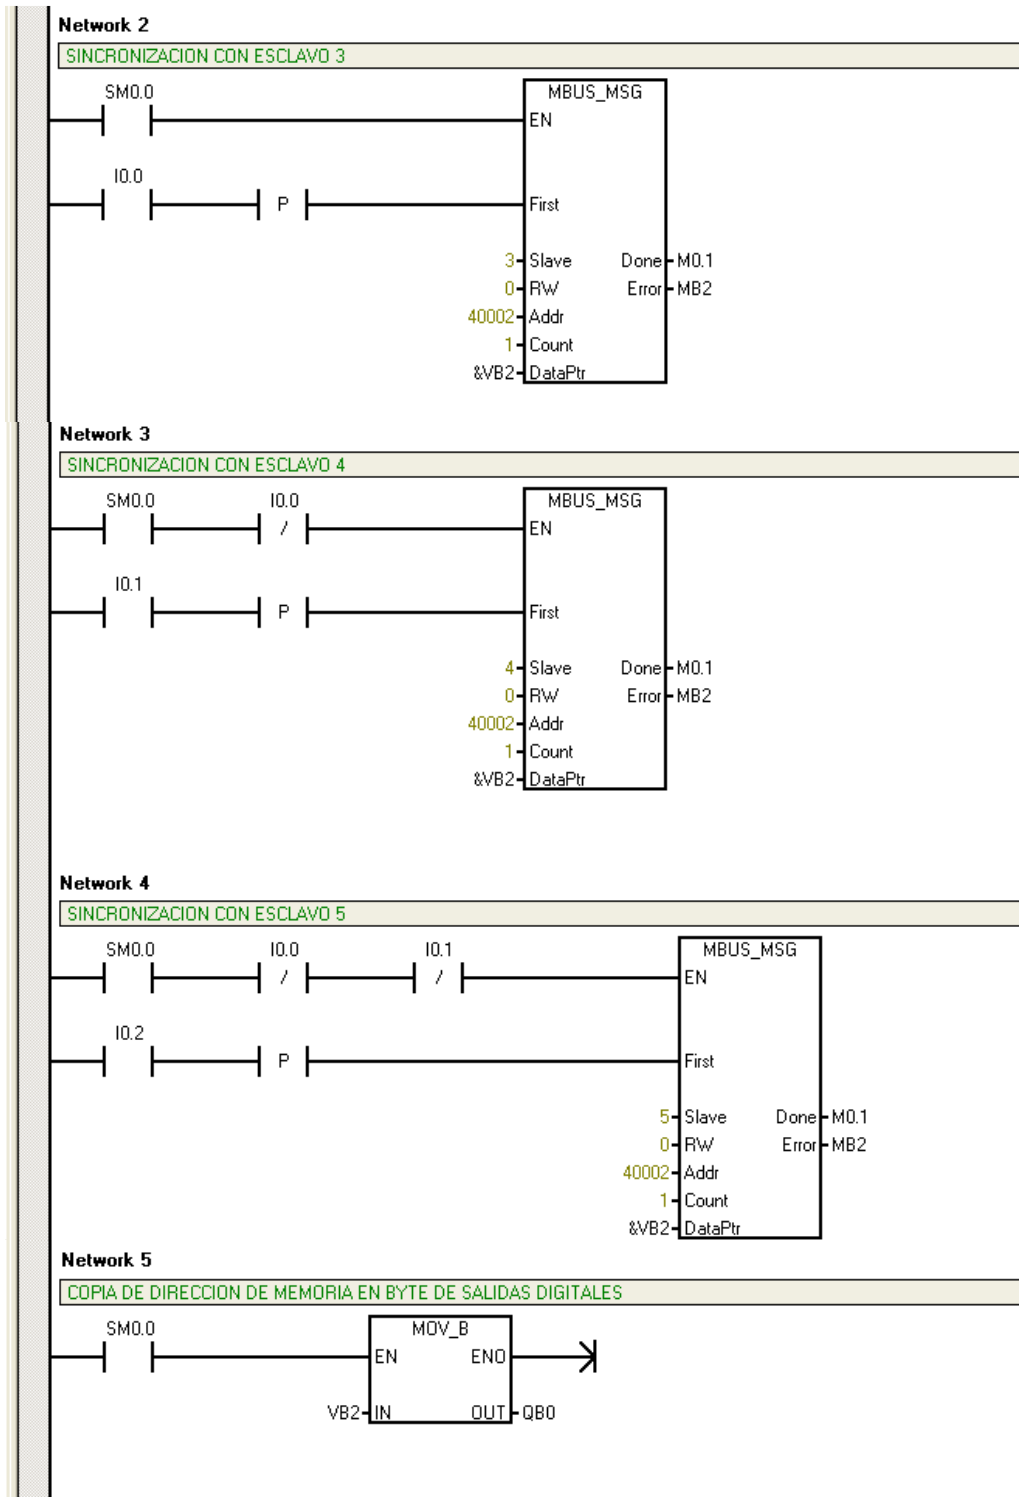 Network 2
SINCRONIZACION CON ESCLAVO 3
SM0.0
MBUS_MSG
EN
I0.0
P
First
3 Slave Done M0.1
0 RW Error MB2
40002 Addr
1 Count
&VB2 DataPtr
Network 3
SINCRONIZACION CON ESCLAVO 4
SM0.0 I0.0
MBUS_MSG
/
EN
I0.1
P
First
4 Slave Done M0.1
0 RW Error MB2
40002 Addr
1 Count
&VB2 DataPtr
Network 4
SINCRONIZACION CON ESCLAVO 5
SM0.0 I0.0 I0.1
MBUS_MSG
/ /
EN
I0.2
P
First
5 Slave Done M0.1
0 RW Error MB2
40002 Addr
1 Count
&VB2 DataPtr
Network 5
COPIA DE DIRECCION DE MEMORIA EN BYTE DE SALIDAS DIGITALES
SM0.0
MOV_B
EN ENO
VB2 IN OUT QB0